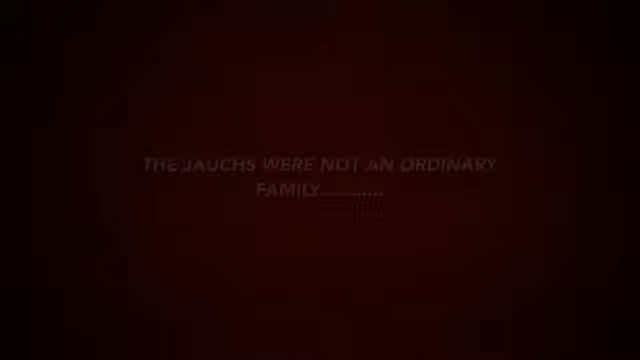 THE JAUCHS WERE NOT AN ORDINARY
FAMILY...........